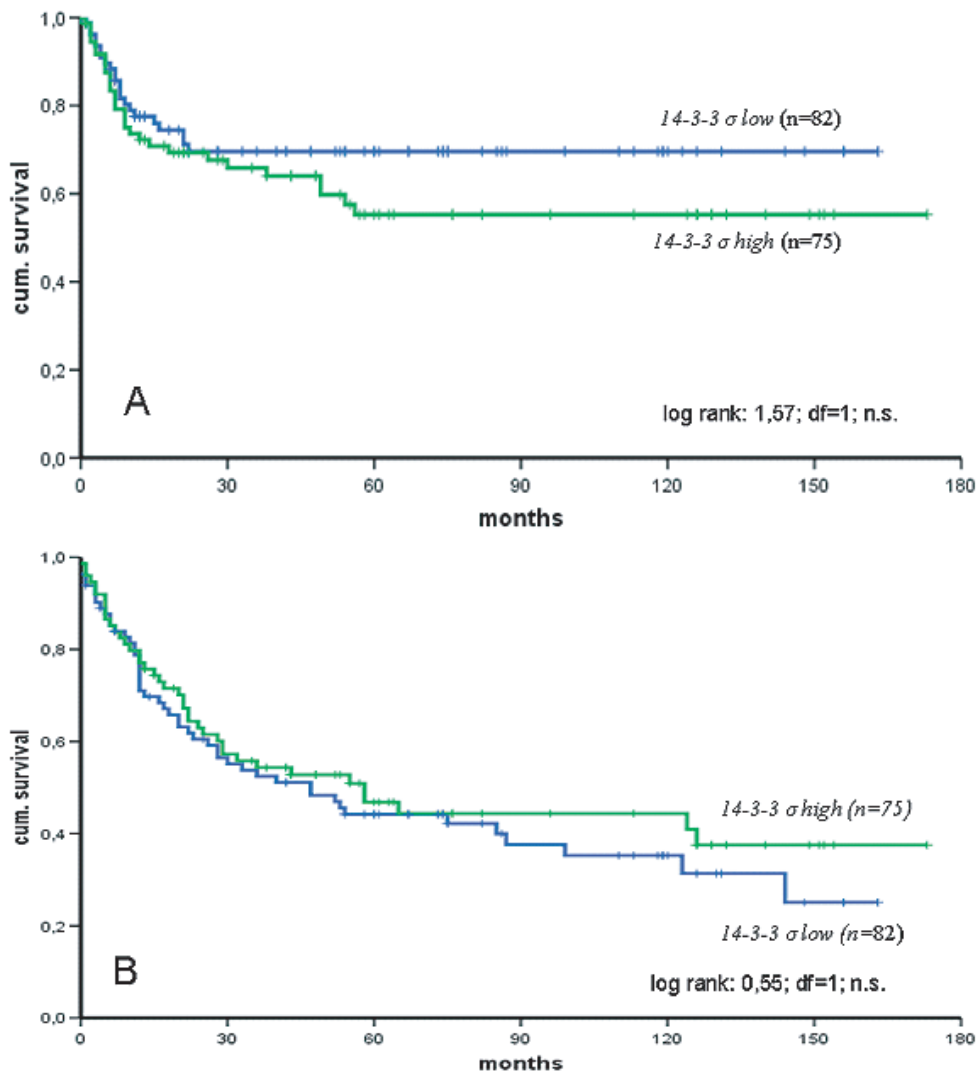 1,0
0,8
14-3-3 σ low (n=82)
cum. survival
0,6
14-3-3 σ high (n=75)
0,4
0,2
A
log rank: 1,57; df=1; n.s.
0,0
0 30 60 90 120 150 180
months
1,0
0,8
cum. survival
0,6
14-3-3 σ high (n=75)
0,4
0,2
14-3-3 σ low (n=82)
B
log rank: 0,55; df=1; n.s.
0,0
0 30 60 90 120 150 180
months